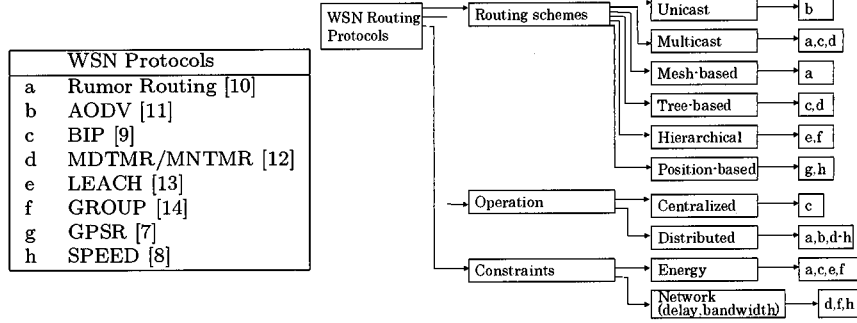 WSN Protocols
a Rumor Routing [10]
b AODV [11]
c BIP [9]
d MDTMR/MNTMR [12]
e LEACH [13]
f GROUP [14]
g GPSR [7]
h SPEED [8]
WSN Routing
Protocols
Routing schemes
Unicast
b
Multicast
a,c,d
Mesh-based
a
Tree-based
c,d
Hierarchical
e,f
Position-based
g,h
Operation
Centralized
c
Distributed
a,b,d-h
Constraints
Energy
a,c,e,f
Network
(delay,bandwidth)
d,f,h